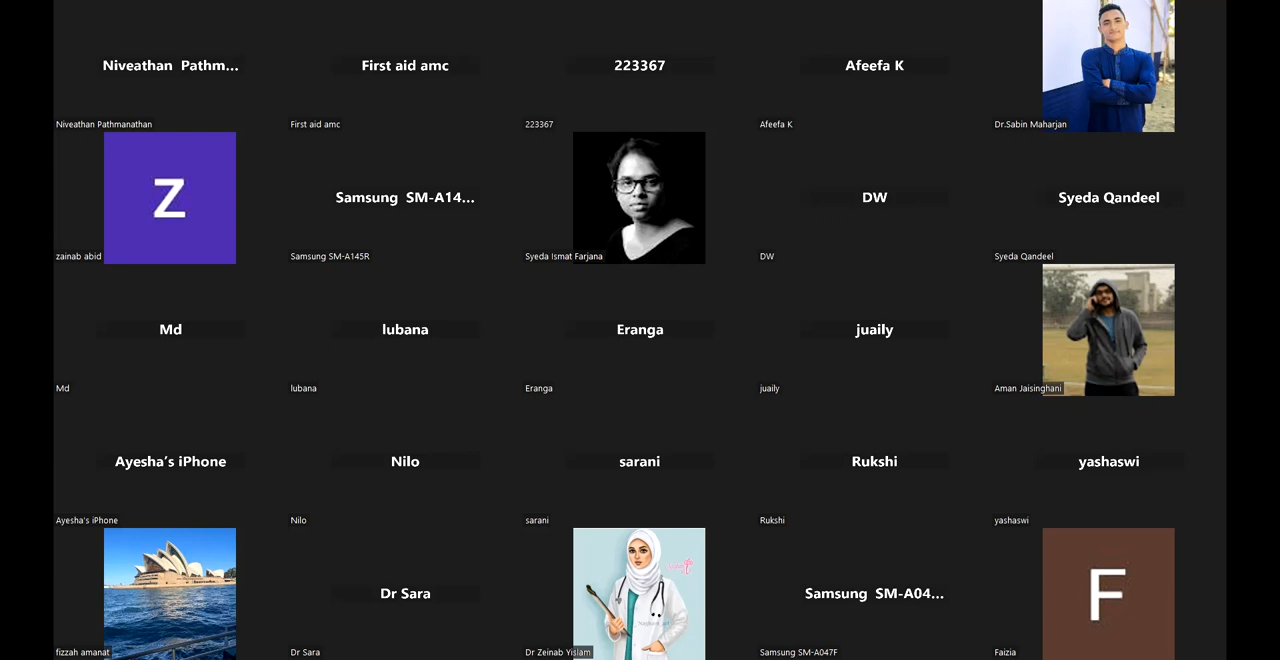 Niveathan Pathm...
First aid amc
223367
Afeefa K
Niveathan Pathmanathan
First aid amc
223367
Afeefa K
Dr.Sabin Maharjan
Z
Samsung SM-A14...
DW
Syeda Qandeel
zainab abid
Samsung SM-A145R
Syeda Ismat Farjana
DW
Syeda Qandeel
Md
lubana
Eranga
juaily
Md
lubana
Eranga
juaily
Aman Jaisinghani
Ayesha's iPhone
Nilo
sarani
Rukshi
yashaswi
Ayesha's iPhone
Nilo
sarani
Rukshi
yashaswi
Dr Sara
Samsung SM-A04...
F
fizzah amanat
Dr Sara
Dr Zeinab Yislam
Samsung SM-A047F
Faizia